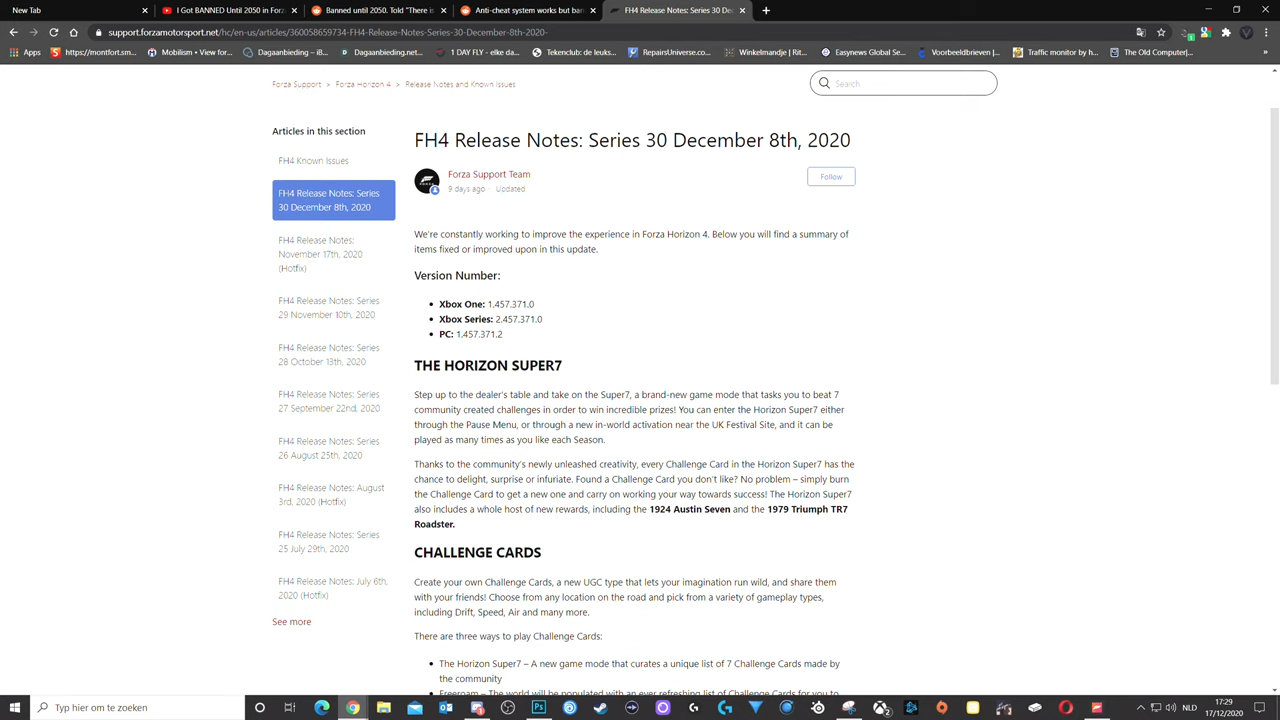 New Tab
I Got BANNED Until 2050 in Forz
Banned until 2050. Told "There is
Anti-cheat system works but ban
FH4 Release Notes: Series 30 Dec
support.forzamotorsport.net/hc/en-us/articles/360058659734-FH4-Release-Notes-Series-30-December-8th-2020-
Apps
https://montfort.sm...
Mobilism • View for...
Dagaanbieding – iB...
Dagaanbieding.net...
1 DAY FLY - elke da...
Tekenclub: de leuks...
RepairsUniverse.co...
Winkelmandje | Rit...
Easynews Global Se...
Voorbeeldbrieven |...
Traffic monitor by h...
The Old Computer|...
»
Forza Support > Forza Horizon 4 > Release Notes and Known Issues
Search
Articles in this section
FH4 Known Issues
FH4 Release Notes: Series
30 December 8th, 2020
FH4 Release Notes:
November 17th, 2020
(Hotfix)
FH4 Release Notes: Series
29 November 10th, 2020
FH4 Release Notes: Series
28 October 13th, 2020
FH4 Release Notes: Series
27 September 22nd, 2020
FH4 Release Notes: Series
26 August 25th, 2020
FH4 Release Notes: August
3rd, 2020 (Hotfix)
FH4 Release Notes: Series
25 July 29th, 2020
FH4 Release Notes: July 6th,
2020 (Hotfix)
See more
FH4 Release Notes: Series 30 December 8th, 2020
Forza Support Team
9 days ago · Updated
Follow
We're constantly working to improve the experience in Forza Horizon 4. Below you will find a summary of
items fixed or improved upon in this update.
Version Number:
• Xbox One: 1.457.371.0
• Xbox Series: 2.457.371.0
• PC: 1.457.371.2
THE HORIZON SUPER7
Step up to the dealer's table and take on the Super7, a brand-new game mode that tasks you to beat 7
community created challenges in order to win incredible prizes! You can enter the Horizon Super7 either
through the Pause Menu, or through a new in-world activation near the UK Festival Site, and it can be
played as many times as you like each Season.
Thanks to the community's newly unleashed creativity, every Challenge Card in the Horizon Super7 has the
chance to delight, surprise or infuriate. Found a Challenge Card you don't like? No problem – simply burn
the Challenge Card to get a new one and carry on working your way towards success! The Horizon Super7
also includes a whole host of new rewards, including the 1924 Austin Seven and the 1979 Triumph TR7
Roadster.
CHALLENGE CARDS
Create your own Challenge Cards, a new UGC type that lets your imagination run wild, and share them
with your friends! Choose from any location on the road and pick from a variety of gameplay types,
including Drift, Speed, Air and many more.
There are three ways to play Challenge Cards:
• The Horizon Super7 – A new game mode that curates a unique list of 7 Challenge Cards made by
the community
• Freeroam – The world will be populated with an ever refreshing list of Challenge Cards for you to
Typ hier om te zoeken
NLD
17:29
17/12/2020